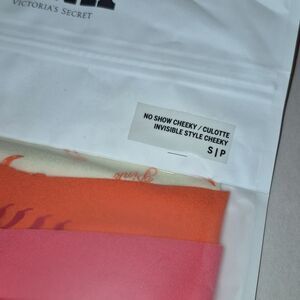 VICTORIA'S SECRET
NO SHOW CHEEKY / CULOTTE
INVISIBLE STYLE CHEEKY
S | P